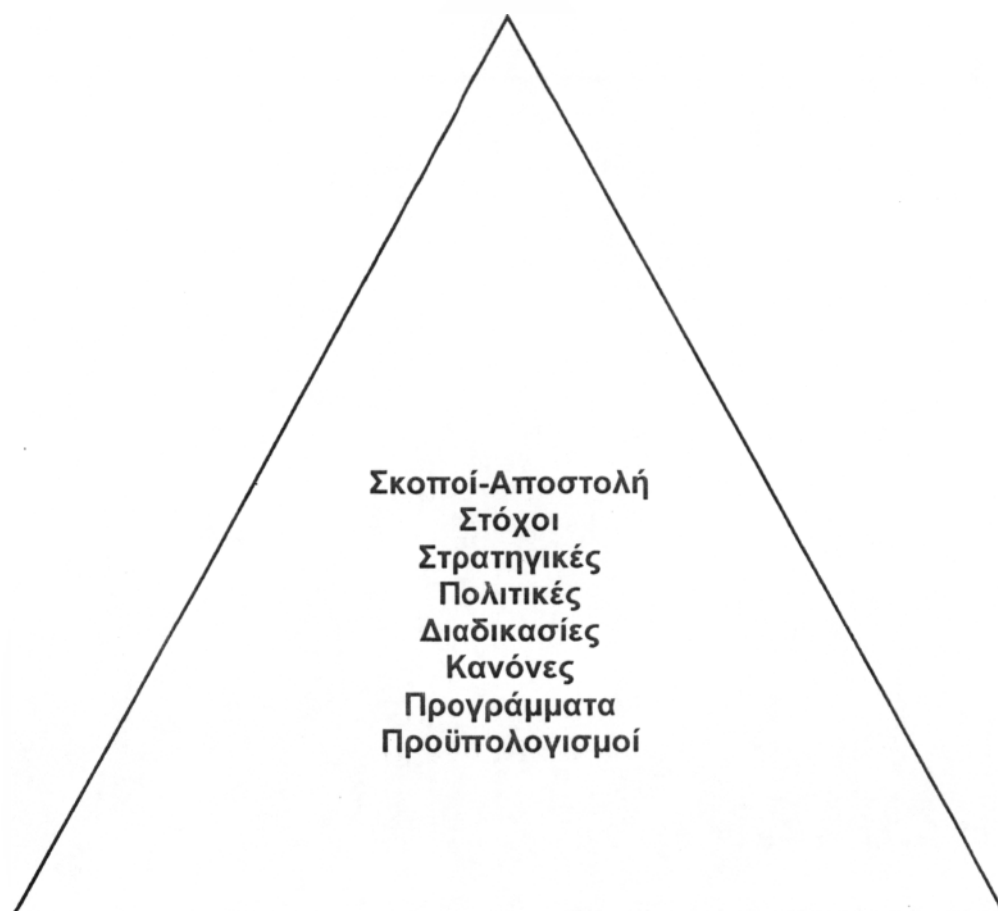 Σκοποί-Αποστολή
Στόχοι
Στρατηγικές
Πολιτικές
Διαδικασίες
Κανόνες
Προγράμματα
Προϋπολογισμοί